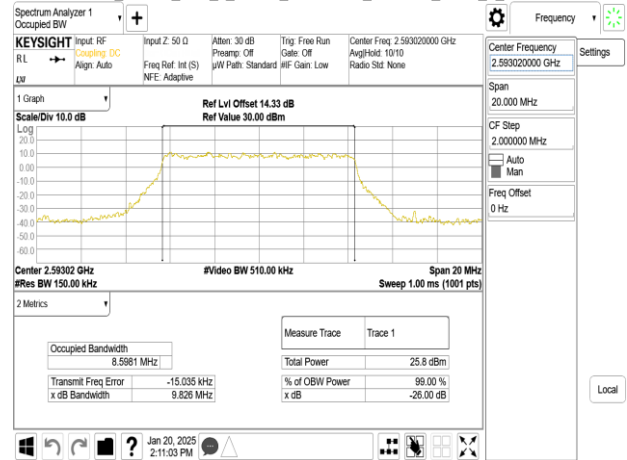 Spectrum Analyzer 1
Occupied BW
Frequency
KEYSIGHT
Input: RF
Coupling: DC
Align: Auto
Input Z: 50 Ω
Freq Ref: Int (S)
NFE: Adaptive
Atten: 30 dB
Preamp: Off
µW Path: Standard
Trig: Free Run
Gate: Off
#IF Gain: Low
Center Freq: 2.593020000 GHz
Avg|Hold: 10/10
Radio Std: None
RL
LXI
Center Frequency
2.593020000 GHz
Settings
Span
20.000 MHz
CF Step
2.000000 MHz
Auto
Man
Freq Offset
0 Hz
Local
1 Graph
Scale/Div 10.0 dB
Ref Lvl Offset 14.33 dB
Ref Value 30.00 dBm
Log
20.0
10.0
0.00
-10.0
-20.0
-30.0
-40.0
-50.0
-60.0
Center 2.59302 GHz
#Video BW 510.00 kHz
Span 20 MHz
#Res BW 150.00 kHz
Sweep 1.00 ms (1001 pts)
2 Metrics
Measure Trace
Trace 1
Occupied Bandwidth
8.5981 MHz
Total Power
25.8 dBm
Transmit Freq Error
-15.035 kHz
% of OBW Power
99.00 %
x dB Bandwidth
9.826 MHz
x dB
-26.00 dB
?
Jan 20, 2025
2:11:03 PM